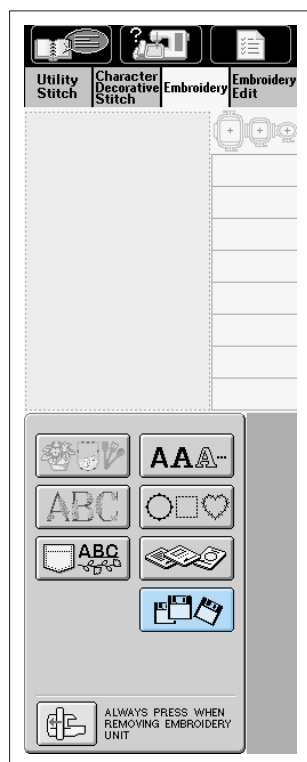 Utility
Stitch
Character
Decorative
Stitch
Embroidery
Embroidery
Edit
AAA
ABC
ABC
ALWAYS PRESS WHEN
REMOVING EMBROIDERY
UNIT